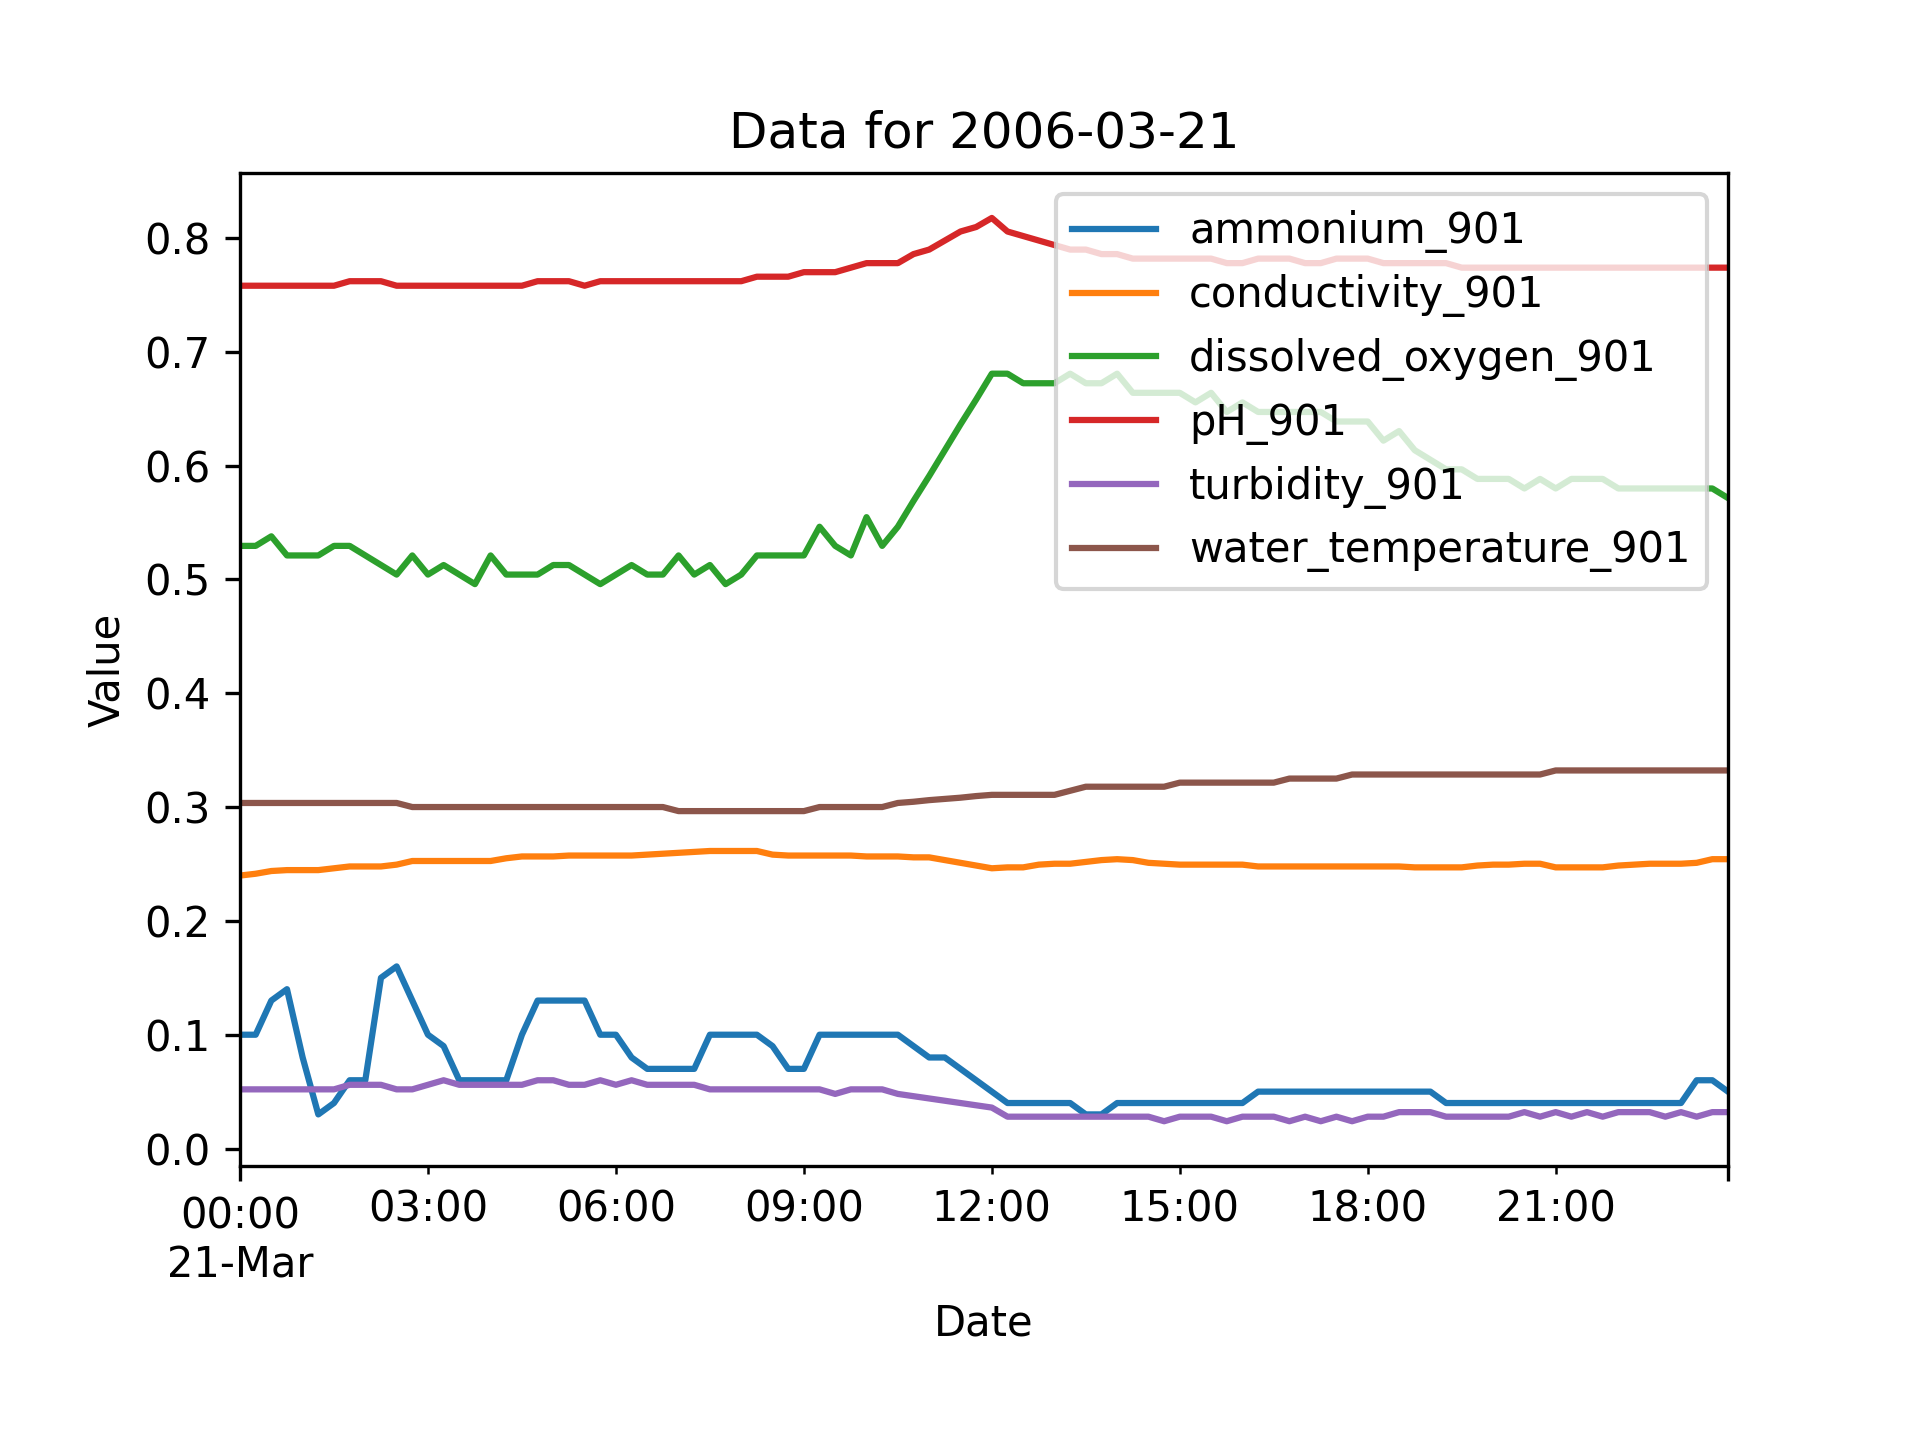 Data for 2006-03-21
ammonium_901
conductivity_901
dissolved_oxygen_901
pH_901
turbidity_901
water_temperature_901
Value
0.8
0.7
0.6
0.5
0.4
0.3
0.2
0.1
0.0
00:00 03:00 06:00 09:00 12:00 15:00 18:00 21:00
21-Mar
Date